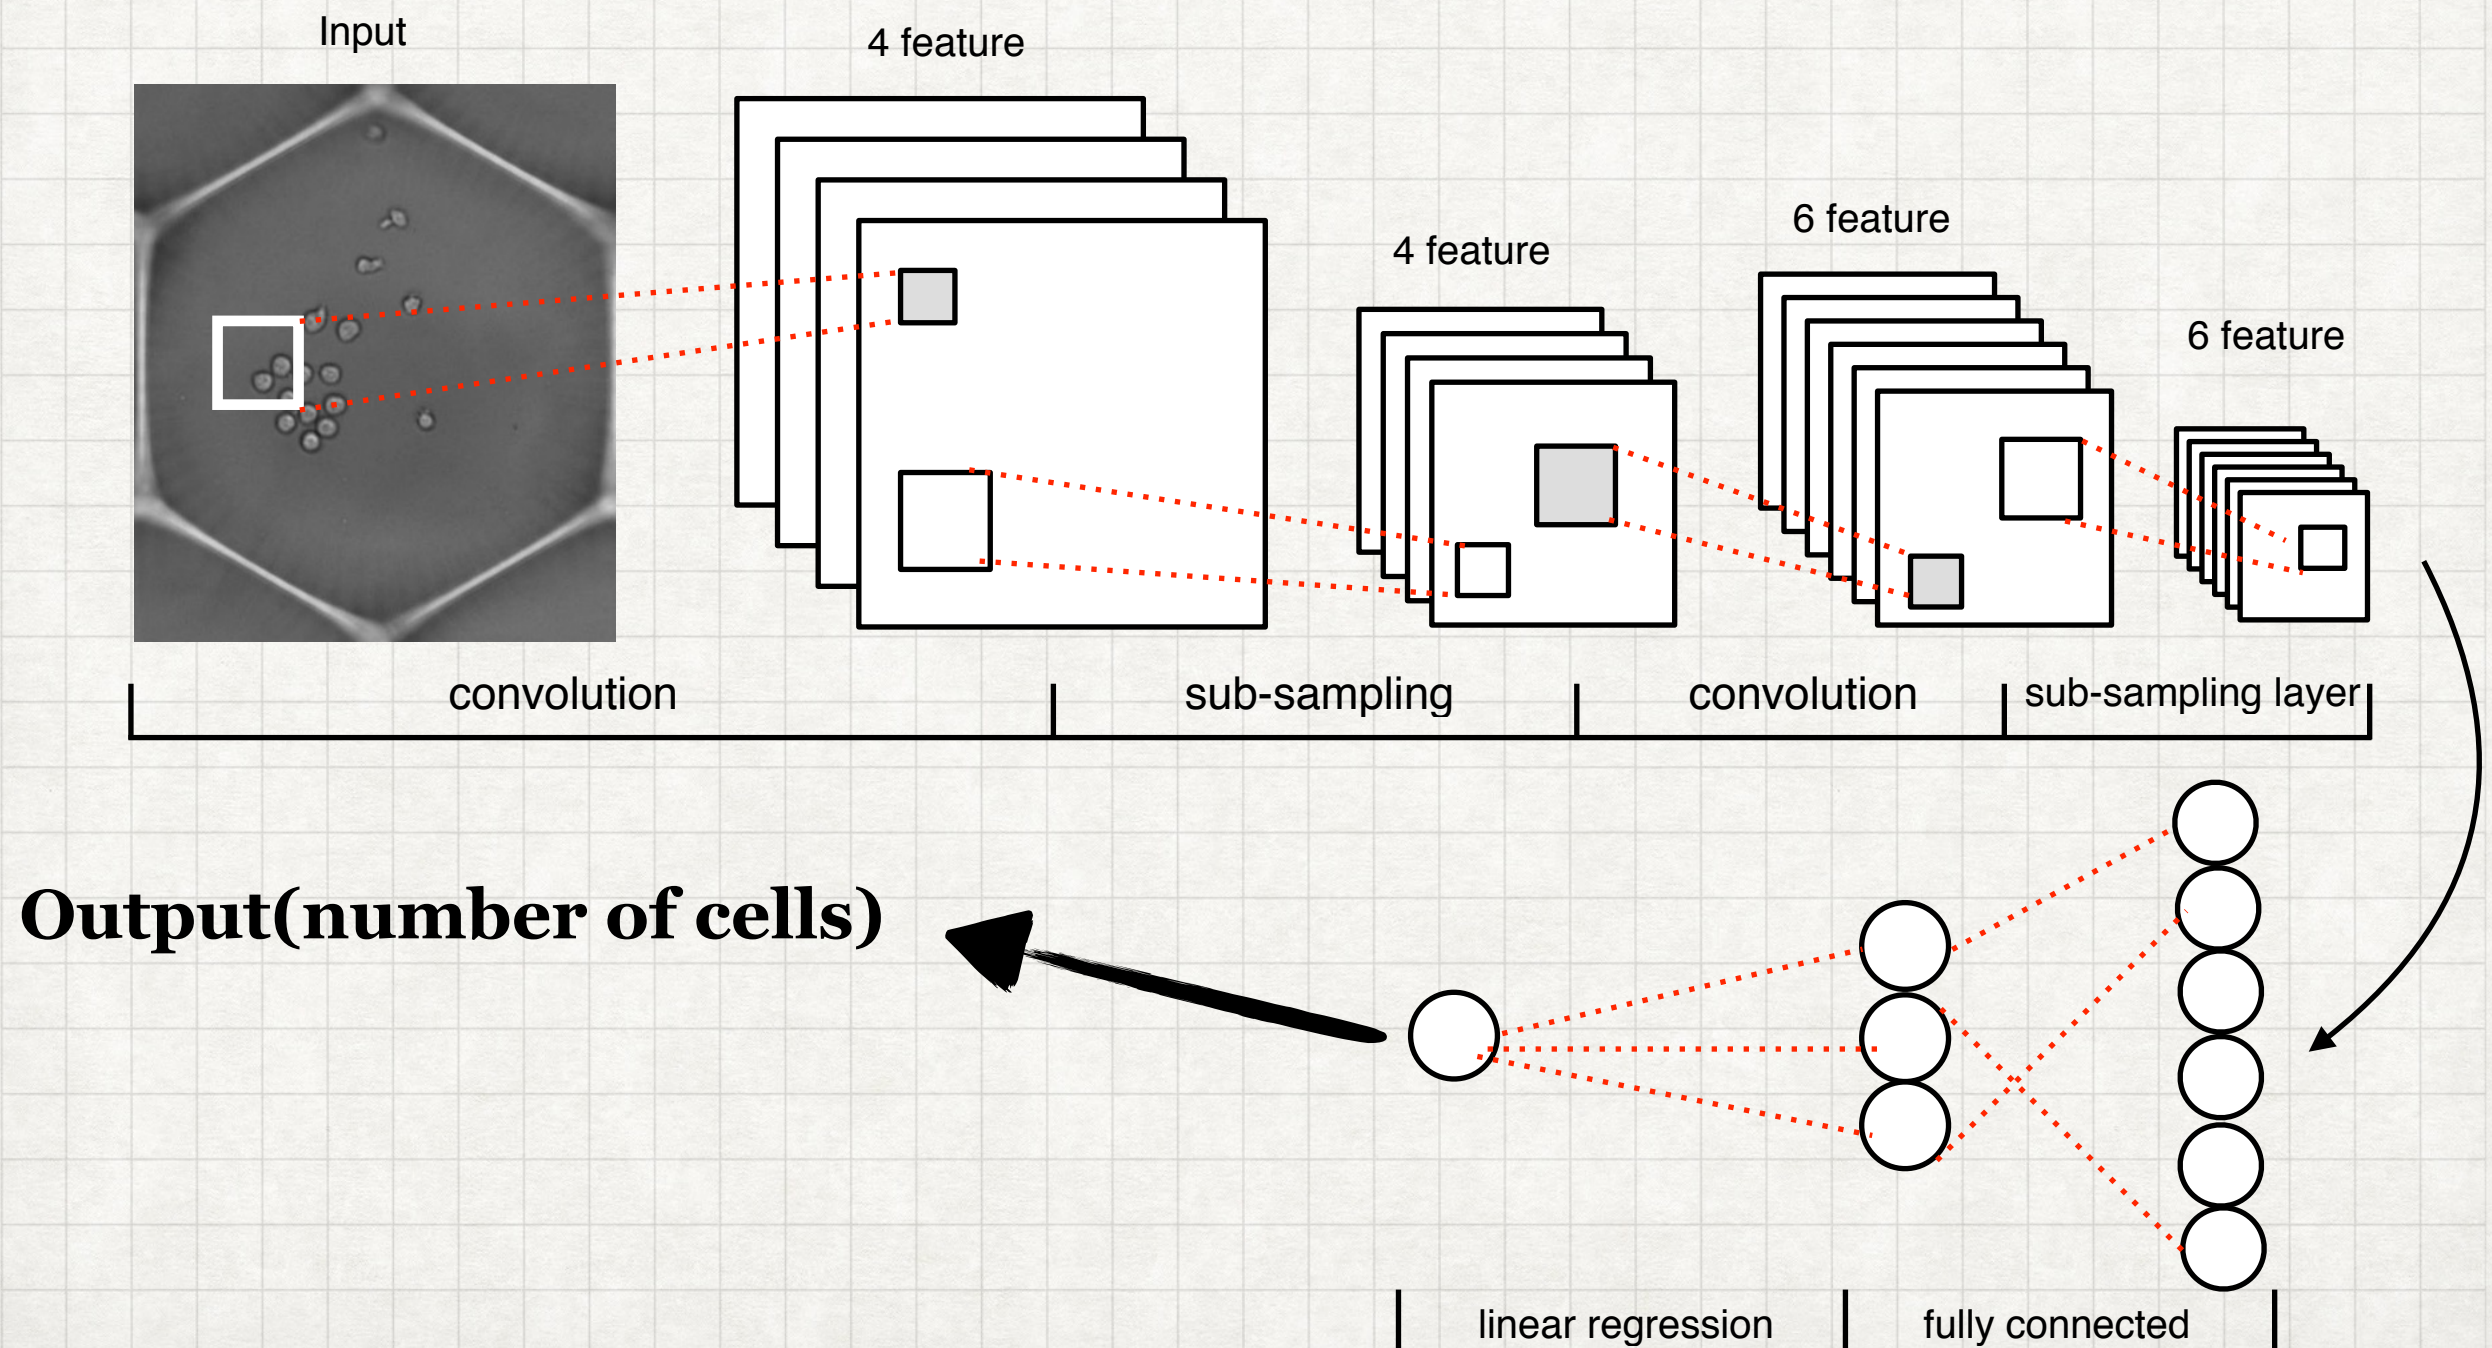 Input
4 feature
4 feature
6 feature
6 feature
convolution
sub-sampling
convolution
sub-sampling layer
Output(number of cells)
linear regression
fully connected